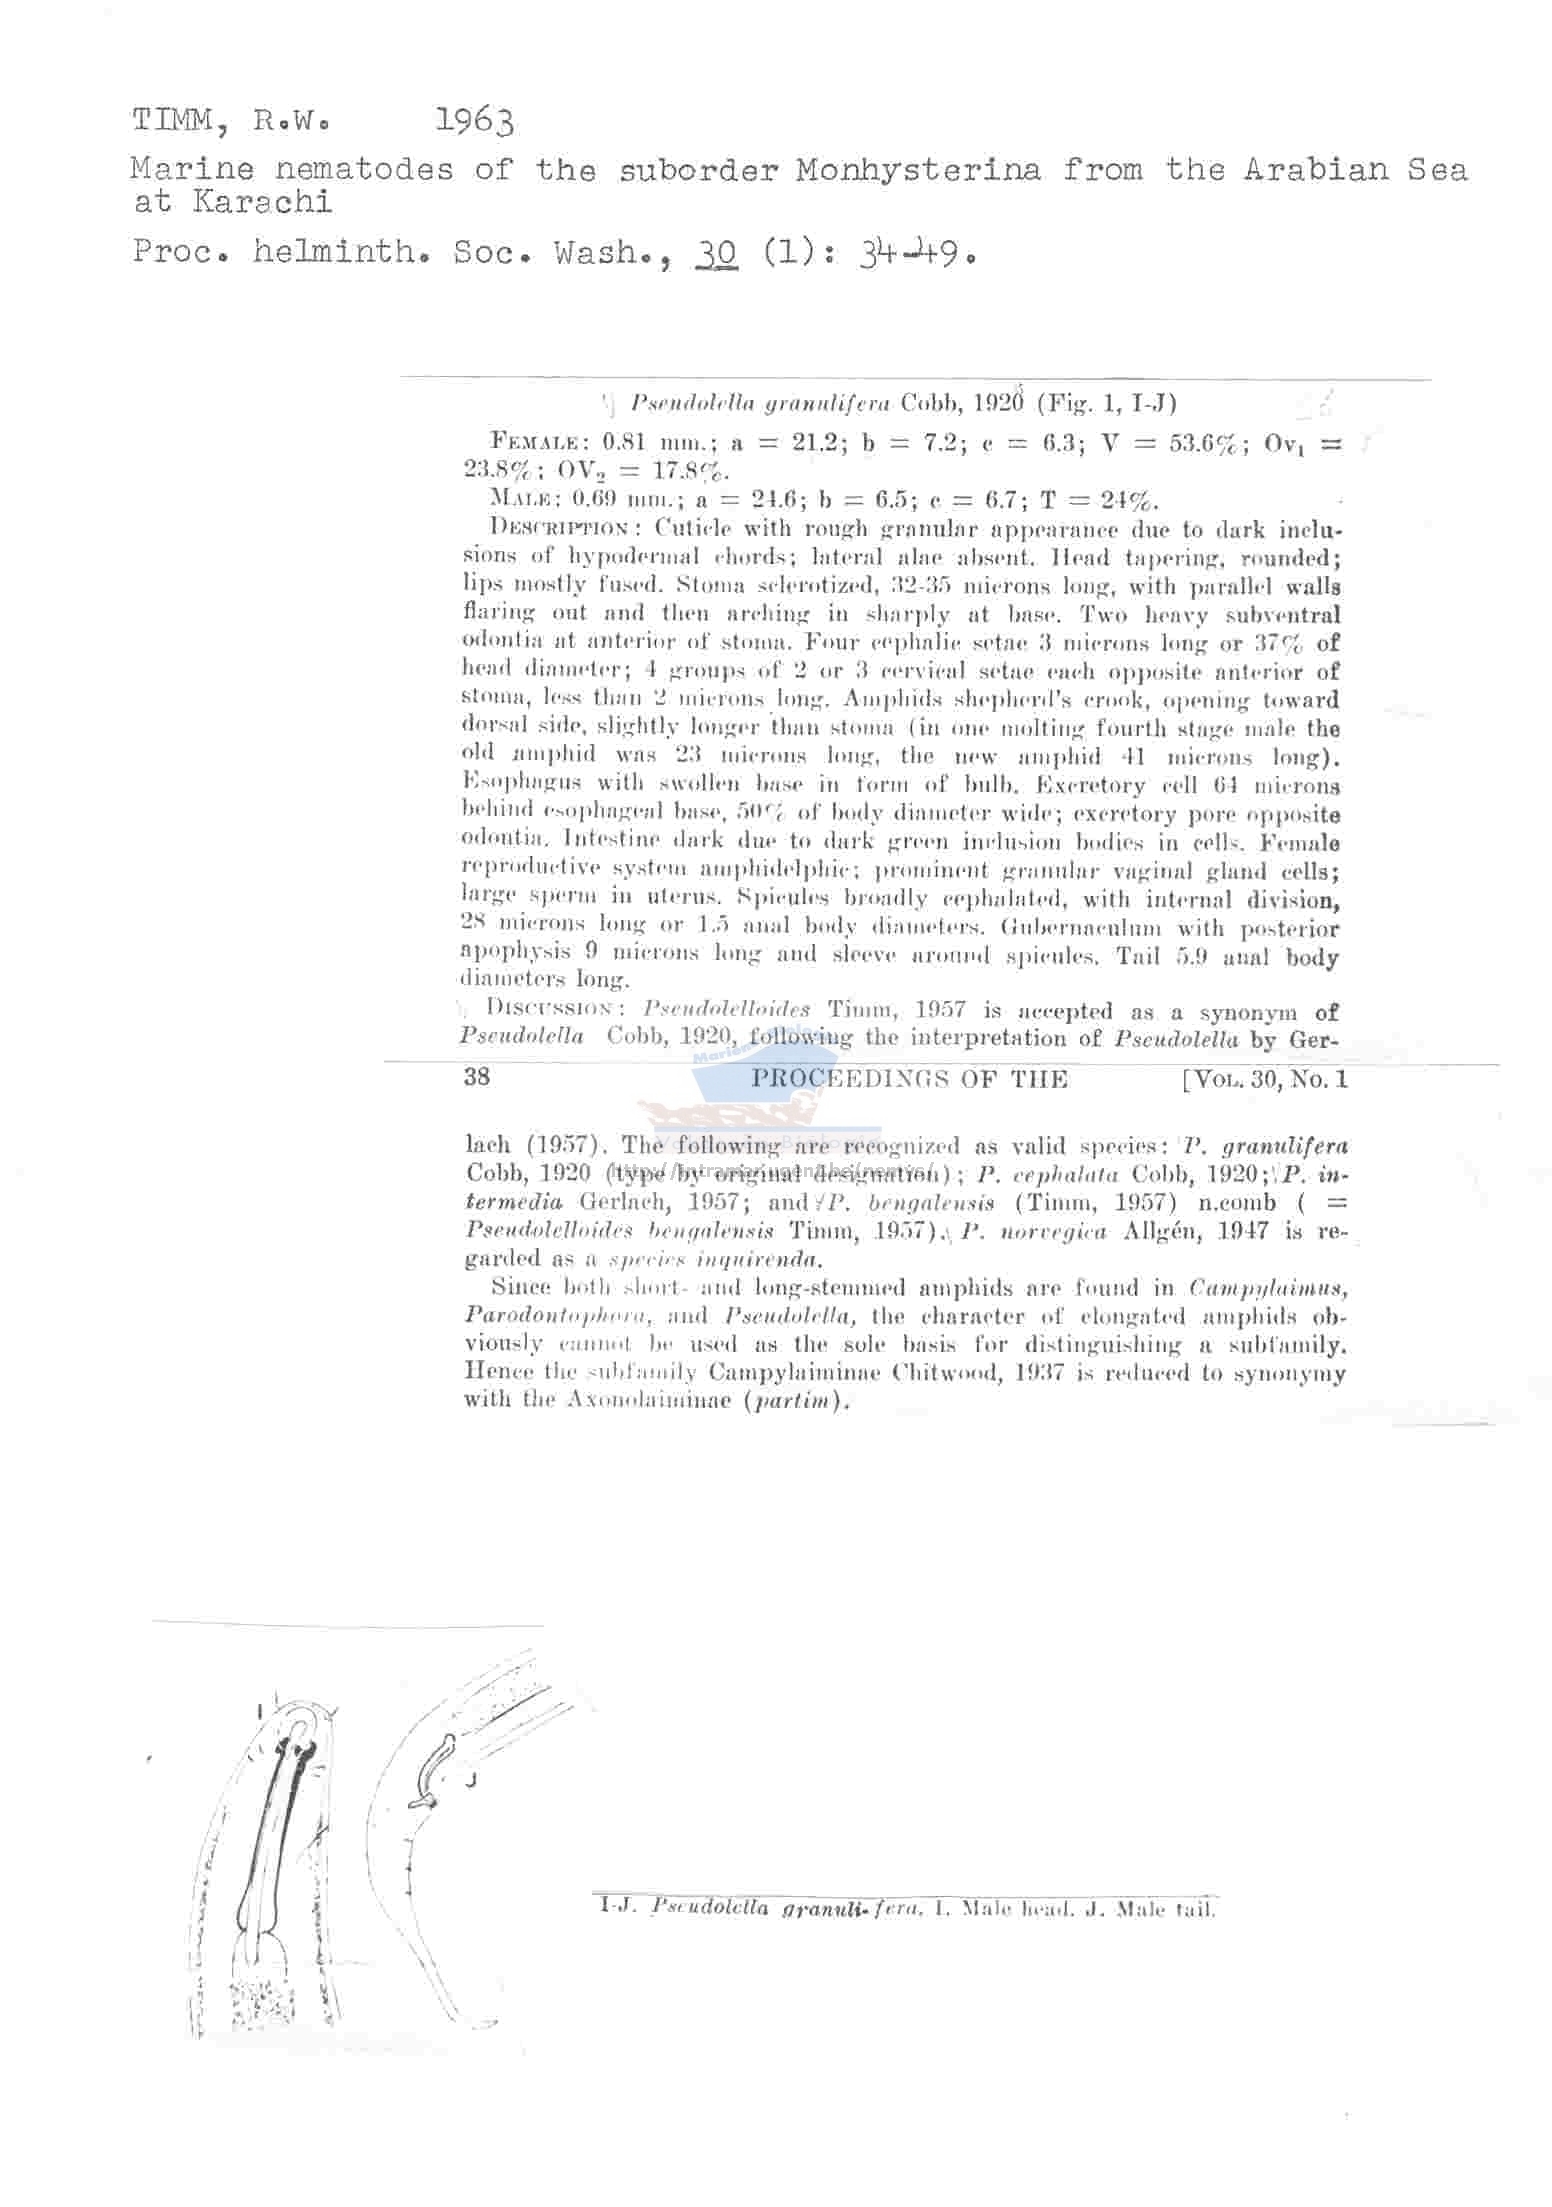 TIMM, R.W. 1963
Marine nematodes of the suborder Monhysterina from the Arabian Sea
at Karachi
Proc. helminth. Soc. Wash., 30 (1): 34-49.
Pseudolella granulifera Cobb, 1920 (Fig. 1, I-J)
FEMALE: 0.81 mm.; a = 21.2; b = 7.2; c = 6.3; V = 53.6%; Ov₁ =
23.8%; OV₂ = 17.8%.
MALE: 0.69 mm.; a = 24.6; b = 6.5; c = 6.7; T = 24%.
DESCRIPTION: Cuticle with rough granular appearance due to dark inclu-
sions of hypodermal chords; lateral alae absent. Head tapering, rounded;
lips mostly fused. Stoma sclerotized, 32-35 microns long, with parallel walls
flaring out and then arching in sharply at base. Two heavy subventral
odontia at anterior of stoma. Four cephalic setae 3 microns long or 37% of
head diameter; 4 groups of 2 or 3 cervical setae each opposite anterior of
stoma, less than 2 microns long. Amphids shepherd's crook, opening toward
dorsal side, slightly longer than stoma (in one molting fourth stage male the
old amphid was 23 microns long, the new amphid 41 microns long).
Esophagus with swollen base in form of bulb. Excretory cell 64 microns
behind esophageal base, 50% of body diameter wide; excretory pore opposite
odontia. Intestine dark due to dark green inclusion bodies in cells. Female
reproductive system amphidelphic; prominent granular vaginal gland cells;
large sperm in uterus. Spicules broadly cephalated, with internal division,
28 microns long or 1.5 anal body diameters. Gubernaculum with posterior
apophysis 9 microns long and sleeve around spicules. Tail 5.9 anal body
diameters long.
DISCUSSION: Pseudolelloides Timm, 1957 is accepted as a synonym of
Pseudolella Cobb, 1920, following the interpretation of Pseudolella by Ger-
38 PROCEEDINGS OF THE [VOL. 30, NO. 1
lach (1957). The following are recognized as valid species: P. granulifera
Cobb, 1920 (type by original designation); P. cephalata Cobb, 1920; P. in-
termedia Gerlach, 1957; and P. bengalensis (Timm, 1957) n.comb ( =
Pseudolelloides bengalensis Timm, 1957). P. norvegica Allgén, 1947 is re-
garded as a species inquirenda.
Since both short- and long-stemmed amphids are found in Campylaimus,
Parodontophora, and Pseudolella, the character of elongated amphids ob-
viously cannot be used as the sole basis for distinguishing a subfamily.
Hence the subfamily Campylaiminae Chitwood, 1937 is reduced to synonymy
with the Axonolaiminae (partim).
I
J
I-J. Pseudolella granuli-fera. I. Male head. J. Male tail.